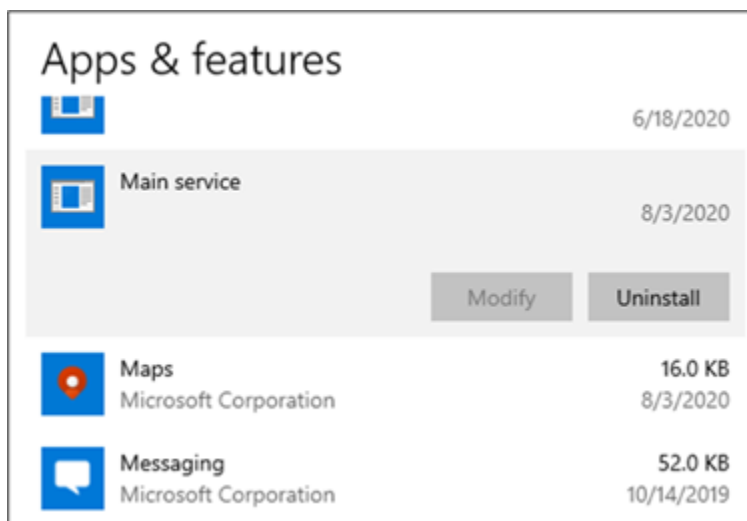 Apps & features
6/18/2020
Main service
8/3/2020
Modify
Uninstall
Maps
16.0 KB
Microsoft Corporation
8/3/2020
Messaging
52.0 KB
Microsoft Corporation
10/14/2019